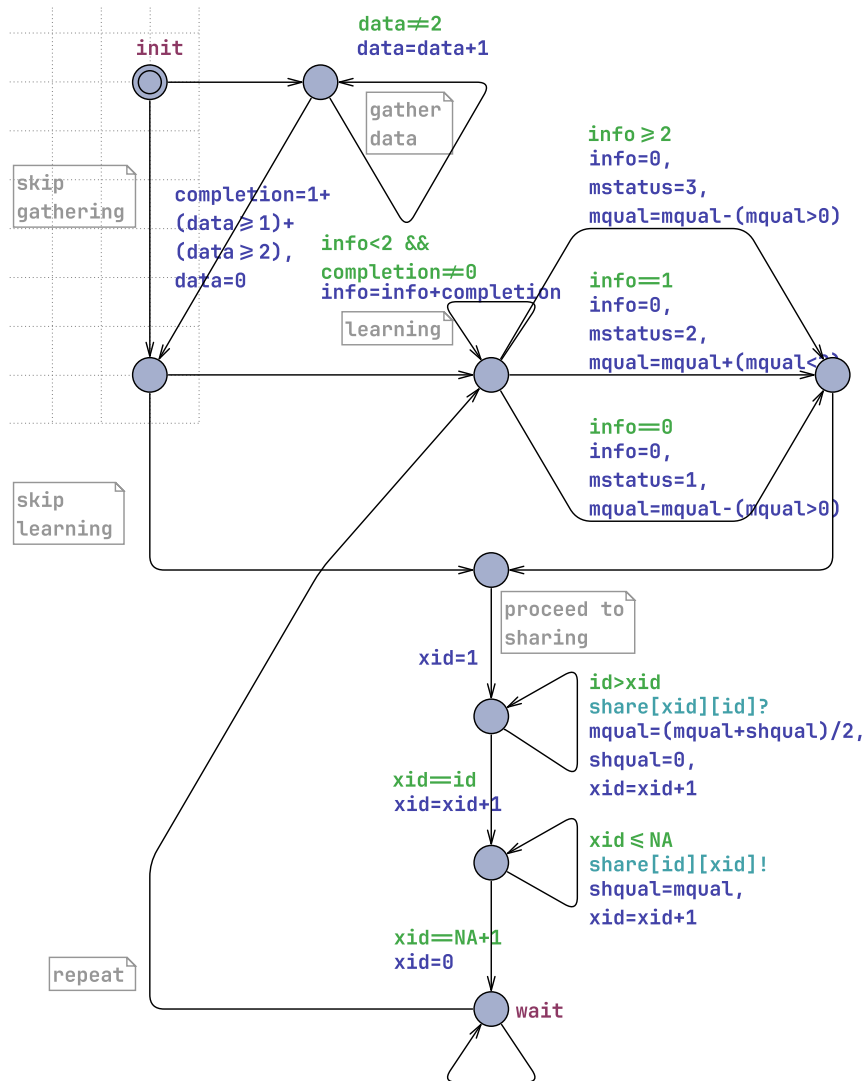 data≠2
init
data=data+1
gather
data
info≥2
info=0,
mstatus=3,
mqual=mqual-(mqual>0)
skip
gathering
completion=1+
(data≥1)+
(data≥2),
data=0
info<2 &&
completion≠0
info=info+completion
learning
info==1
info=0,
mstatus=2,
mqual=mqual+(mqual<
info==0
info=0,
mstatus=1,
mqual=mqual-(mqual>0)
skip
learning
proceed to
sharing
xid=1
id>xid
share[xid][id]?
mqual=(mqual+shqual)/2,
shqual=0,
xid=xid+1
xid==id
xid=xid+1
xid≤NA
share[id][xid]!
shqual=mqual,
xid=xid+1
xid==NA+1
xid=0
repeat
wait